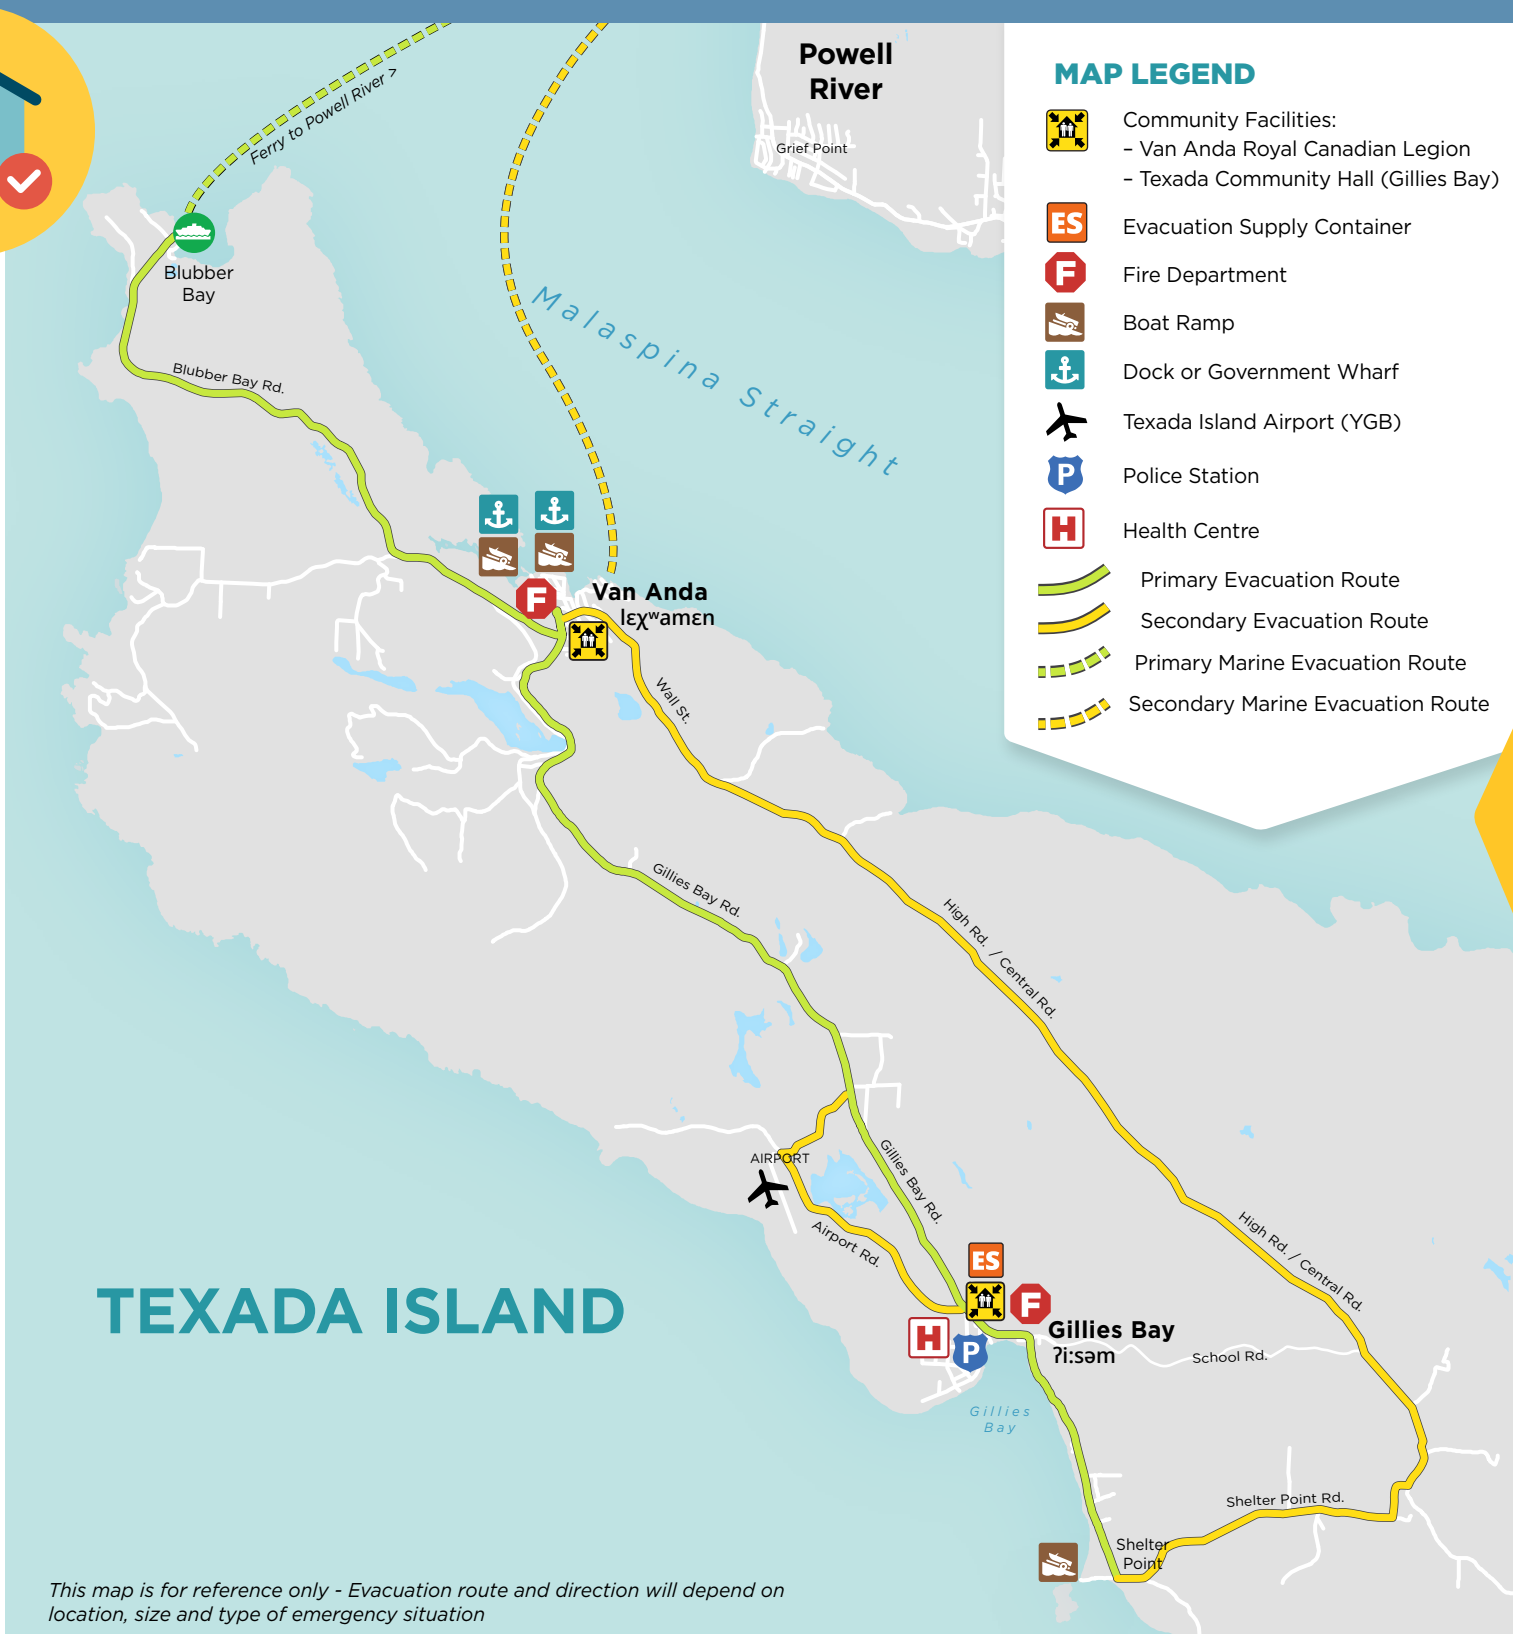 Powell
River
Grief Point
Ferry to Powell River >
Blubber
Bay
Blubber Bay Rd.
Malaspina Straight
MAP LEGEND
Community Facilities:
– Van Anda Royal Canadian Legion
– Texada Community Hall (Gillies Bay)
ES
Evacuation Supply Container
F
Fire Department
Boat Ramp
Dock or Government Wharf
Texada Island Airport (YGB)
P
Police Station
H
Health Centre
Primary Evacuation Route
Secondary Evacuation Route
Primary Marine Evacuation Route
Secondary Marine Evacuation Route
F
Van Anda
lɛχʷamɛn
Wall St.
Gillies Bay Rd.
High Rd. / Central Rd.
AIRPORT
Gillies Bay Rd.
Airport Rd.
High Rd. / Central Rd.
ES
F
H
P
Gillies Bay
ʔi:səm
School Rd.
Gillies
Bay
TEXADA ISLAND
Shelter Point Rd.
Shelter
Point
This map is for reference only - Evacuation route and direction will depend on
location, size and type of emergency situation